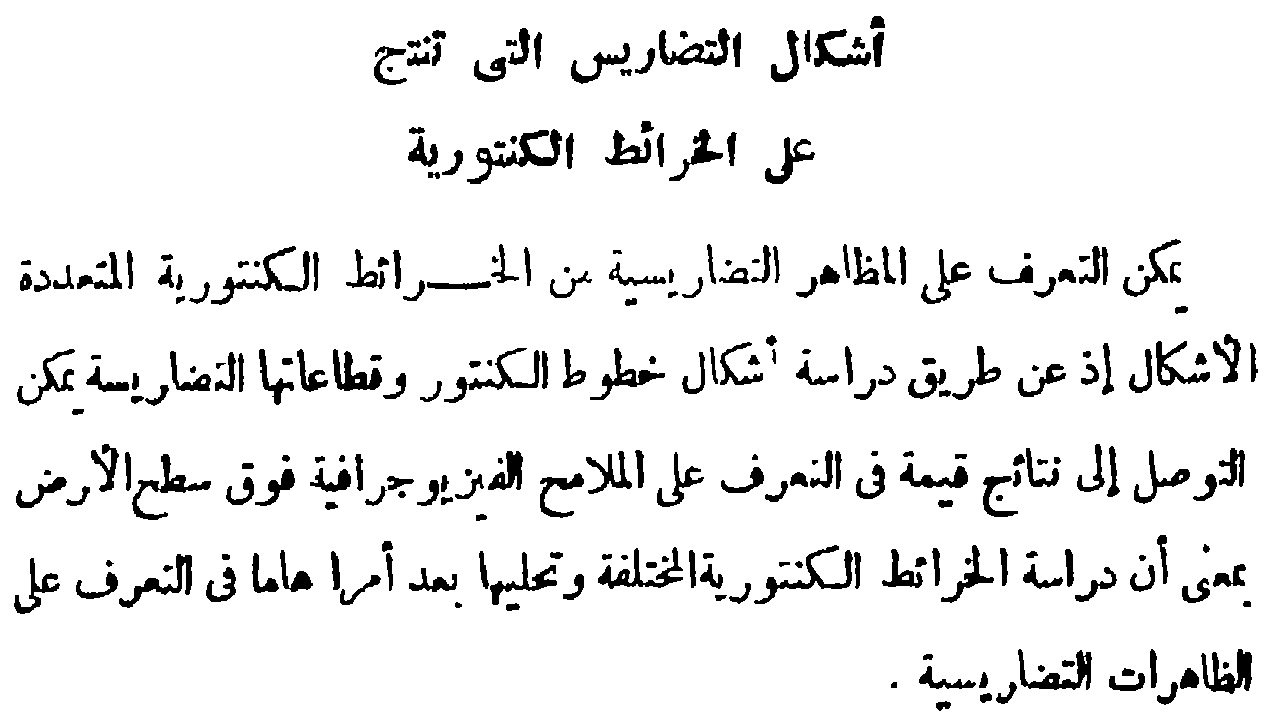 أشكال التضاريس التى تنتج
على الخرائط الكنتورية
يمكن التعرف على المظاهر التضاريسية من الخـــرائط الكنتورية المتعددة
الأشكال إذ عن طريق دراسة أشكال خطوط الكنتور وقطاعاتها التضاريسة يمكن
التوصل إلى نتائج قيمة فى التعرف على الملامح الفيزيوجرافية فوق سطح الأرض
بمعنى أن دراسة الخرائط الكنتورية المختلفة وتحليلها يعد أمرا هاما فى التعرف على
الظاهرات التضاريسية .